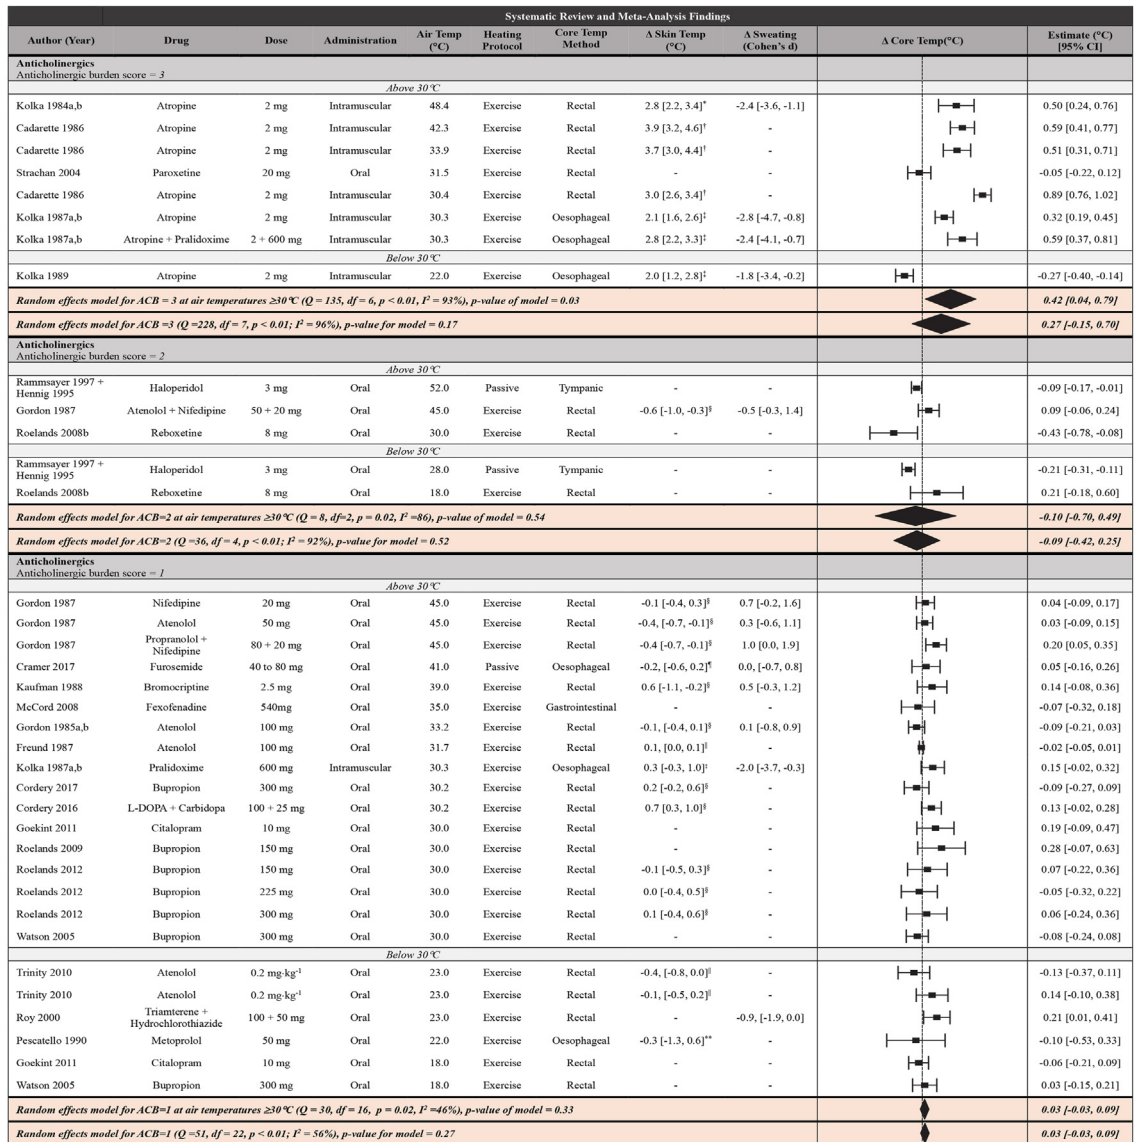 Systematic Review and Meta-Analysis Findings
Author (Year) Drug Dose Administration Air Temp (°C) Heating Protocol Core Temp Method Δ Skin Temp (°C) Δ Sweating (Cohen's d) Δ Core Temp(°C) Estimate (°C) [95% CI]
Anticholinergics
Anticholinergic burden score = 3
Above 30°C
Kolka 1984a,b Atropine 2 mg Intramuscular 48.4 Exercise Rectal 2.8 [2.2, 3.4]* -2.4 [-3.6, -1.1] 0.50 [0.24, 0.76]
Cadarette 1986 Atropine 2 mg Intramuscular 42.3 Exercise Rectal 3.9 [3.2, 4.6]† - 0.59 [0.41, 0.77]
Cadarette 1986 Atropine 2 mg Intramuscular 33.9 Exercise Rectal 3.7 [3.0, 4.4]† - 0.51 [0.31, 0.71]
Strachan 2004 Paroxetine 20 mg Oral 31.5 Exercise Rectal - - -0.05 [-0.22, 0.12]
Cadarette 1986 Atropine 2 mg Intramuscular 30.4 Exercise Rectal 3.0 [2.6, 3.4]† - 0.89 [0.76, 1.02]
Kolka 1987a,b Atropine 2 mg Intramuscular 30.3 Exercise Oesophageal 2.1 [1.6, 2.6]‡ -2.8 [-4.7, -0.8] 0.32 [0.19, 0.45]
Kolka 1987a,b Atropine + Pralidoxime 2 + 600 mg Intramuscular 30.3 Exercise Oesophageal 2.8 [2.2, 3.3]‡ -2.4 [-4.1, -0.7] 0.59 [0.37, 0.81]
Below 30°C
Kolka 1989 Atropine 2 mg Intramuscular 22.0 Exercise Oesophageal 2.0 [1.2, 2.8]‡ -1.8 [-3.4, -0.2] -0.27 [-0.40, -0.14]
Random effects model for ACB = 3 at air temperatures ≥30°C (Q = 135, df = 6, p < 0.01, I² = 93%), p-value of model = 0.03 0.42 [0.04, 0.79]
Random effects model for ACB =3 (Q =228, df = 7, p < 0.01; I² = 96%), p-value for model = 0.17 0.27 [-0.15, 0.70]
Anticholinergics
Anticholinergic burden score = 2
Above 30°C
Rammsayer 1997 + Hennig 1995 Haloperidol 3 mg Oral 52.0 Passive Tympanic - - -0.09 [-0.17, -0.01]
Gordon 1987 Atenolol + Nifedipine 50 + 20 mg Oral 45.0 Exercise Rectal -0.6 [-1.0, -0.3]§ -0.5 [-0.3, 1.4] 0.09 [-0.06, 0.24]
Roelands 2008b Reboxetine 8 mg Oral 30.0 Exercise Rectal - - -0.43 [-0.78, -0.08]
Below 30°C
Rammsayer 1997 + Hennig 1995 Haloperidol 3 mg Oral 28.0 Passive Tympanic - - -0.21 [-0.31, -0.11]
Roelands 2008b Reboxetine 8 mg Oral 18.0 Exercise Rectal 0.21 [-0.18, 0.60]
Random effects model for ACB=2 at air temperatures ≥30°C (Q = 8, df=2, p = 0.02, I² =86), p-value of model = 0.54 -0.10 [-0.70, 0.49]
Random effects model for ACB=2 (Q =36, df = 4, p < 0.01; I² = 92%), p-value for model = 0.52 -0.09 [-0.42, 0.25]
Anticholinergics
Anticholinergic burden score = 1
Above 30°C
Gordon 1987 Nifedipine 20 mg Oral 45.0 Exercise Rectal -0.1 [-0.4, 0.3]§ 0.7 [-0.2, 1.6] 0.04 [-0.09, 0.17]
Gordon 1987 Atenolol 50 mg Oral 45.0 Exercise Rectal -0.4, [-0.7, -0.1]§ 0.3 [-0.6, 1.1] 0.03 [-0.09, 0.15]
Gordon 1987 Propranolol + Nifedipine 80 + 20 mg Oral 45.0 Exercise Rectal -0.4 [-0.7, -0.1]§ 1.0 [0.0, 1.9] 0.20 [0.05, 0.35]
Cramer 2017 Furosemide 40 to 80 mg Oral 41.0 Passive Oesophageal -0.2, [-0.6, 0.2]¶ 0.0, [-0.7, 0.8] 0.05 [-0.16, 0.26]
Kaufman 1988 Bromocriptine 2.5 mg Oral 39.0 Exercise Rectal 0.6 [-1.1, -0.2]§ 0.5 [-0.3, 1.2] 0.14 [-0.08, 0.36]
McCord 2008 Fexofenadine 540mg Oral 35.0 Exercise Gastrointestinal - - -0.07 [-0.32, 0.18]
Gordon 1985a,b Atenolol 100 mg Oral 33.2 Exercise Rectal -0.1, [-0.4, 0.1]§ 0.1 [-0.8, 0.9] -0.09 [-0.21, 0.03]
Freund 1987 Atenolol 100 mg Oral 31.7 Exercise Rectal 0.1, [0.0, 0.1]‖ - -0.02 [-0.05, 0.01]
Kolka 1987a,b Pralidoxime 600 mg Intramuscular 30.3 Exercise Oesophageal 0.3 [-0.3, 1.0]‡ -2.0 [-3.7, -0.3] 0.15 [-0.02, 0.32]
Cordery 2017 Bupropion 300 mg Oral 30.2 Exercise Rectal 0.2 [-0.2, 0.6]§ - -0.09 [-0.27, 0.09]
Cordery 2016 L-DOPA + Carbidopa 100 + 25 mg Oral 30.2 Exercise Rectal 0.7 [0.3, 1.0]§ - 0.13 [-0.02, 0.28]
Goekint 2011 Citalopram 10 mg Oral 30.0 Exercise Rectal - - 0.19 [-0.09, 0.47]
Roelands 2009 Bupropion 150 mg Oral 30.0 Exercise Rectal - - 0.28 [-0.07, 0.63]
Roelands 2012 Bupropion 150 mg Oral 30.0 Exercise Rectal -0.1 [-0.5, 0.3]§ - 0.07 [-0.22, 0.36]
Roelands 2012 Bupropion 225 mg Oral 30.0 Exercise Rectal 0.0 [-0.4, 0.5]§ - -0.05 [-0.32, 0.22]
Roelands 2012 Bupropion 300 mg Oral 30.0 Exercise Rectal 0.1 [-0.4, 0.6]§ - 0.06 [-0.24, 0.36]
Watson 2005 Bupropion 300 mg Oral 30.0 Exercise Rectal - - -0.08 [-0.24, 0.08]
Below 30°C
Trinity 2010 Atenolol 0.2 mg·kg⁻¹ Oral 23.0 Exercise Rectal -0.4, [-0.8, 0.0]‖ - -0.13 [-0.37, 0.11]
Trinity 2010 Atenolol 0.2 mg·kg⁻¹ Oral 23.0 Exercise Rectal -0.1, [-0.5, 0.2]‖ - 0.14 [-0.10, 0.38]
Roy 2000 Triamterene + Hydrochlorothiazide 100 + 50 mg Oral 23.0 Exercise Rectal - -0.9, [-1.9, 0.0] 0.21 [0.01, 0.41]
Pescatello 1990 Metoprolol 50 mg Oral 22.0 Exercise Oesophageal -0.3 [-1.3, 0.6]** - -0.10 [-0.53, 0.33]
Goekint 2011 Citalopram 10 mg Oral 18.0 Exercise Rectal - - -0.06 [-0.21, 0.09]
Watson 2005 Bupropion 300 mg Oral 18.0 Exercise Rectal - - 0.03 [-0.15, 0.21]
Random effects model for ACB=1 at air temperatures ≥30°C (Q = 30, df = 16, p = 0.02, I² =46%), p-value of model = 0.33 0.03 [-0.03, 0.09]
Random effects model for ACB=1 (Q =51, df = 22, p < 0.01; I² = 56%), p-value for model = 0.27 0.03 [-0.03, 0.09]